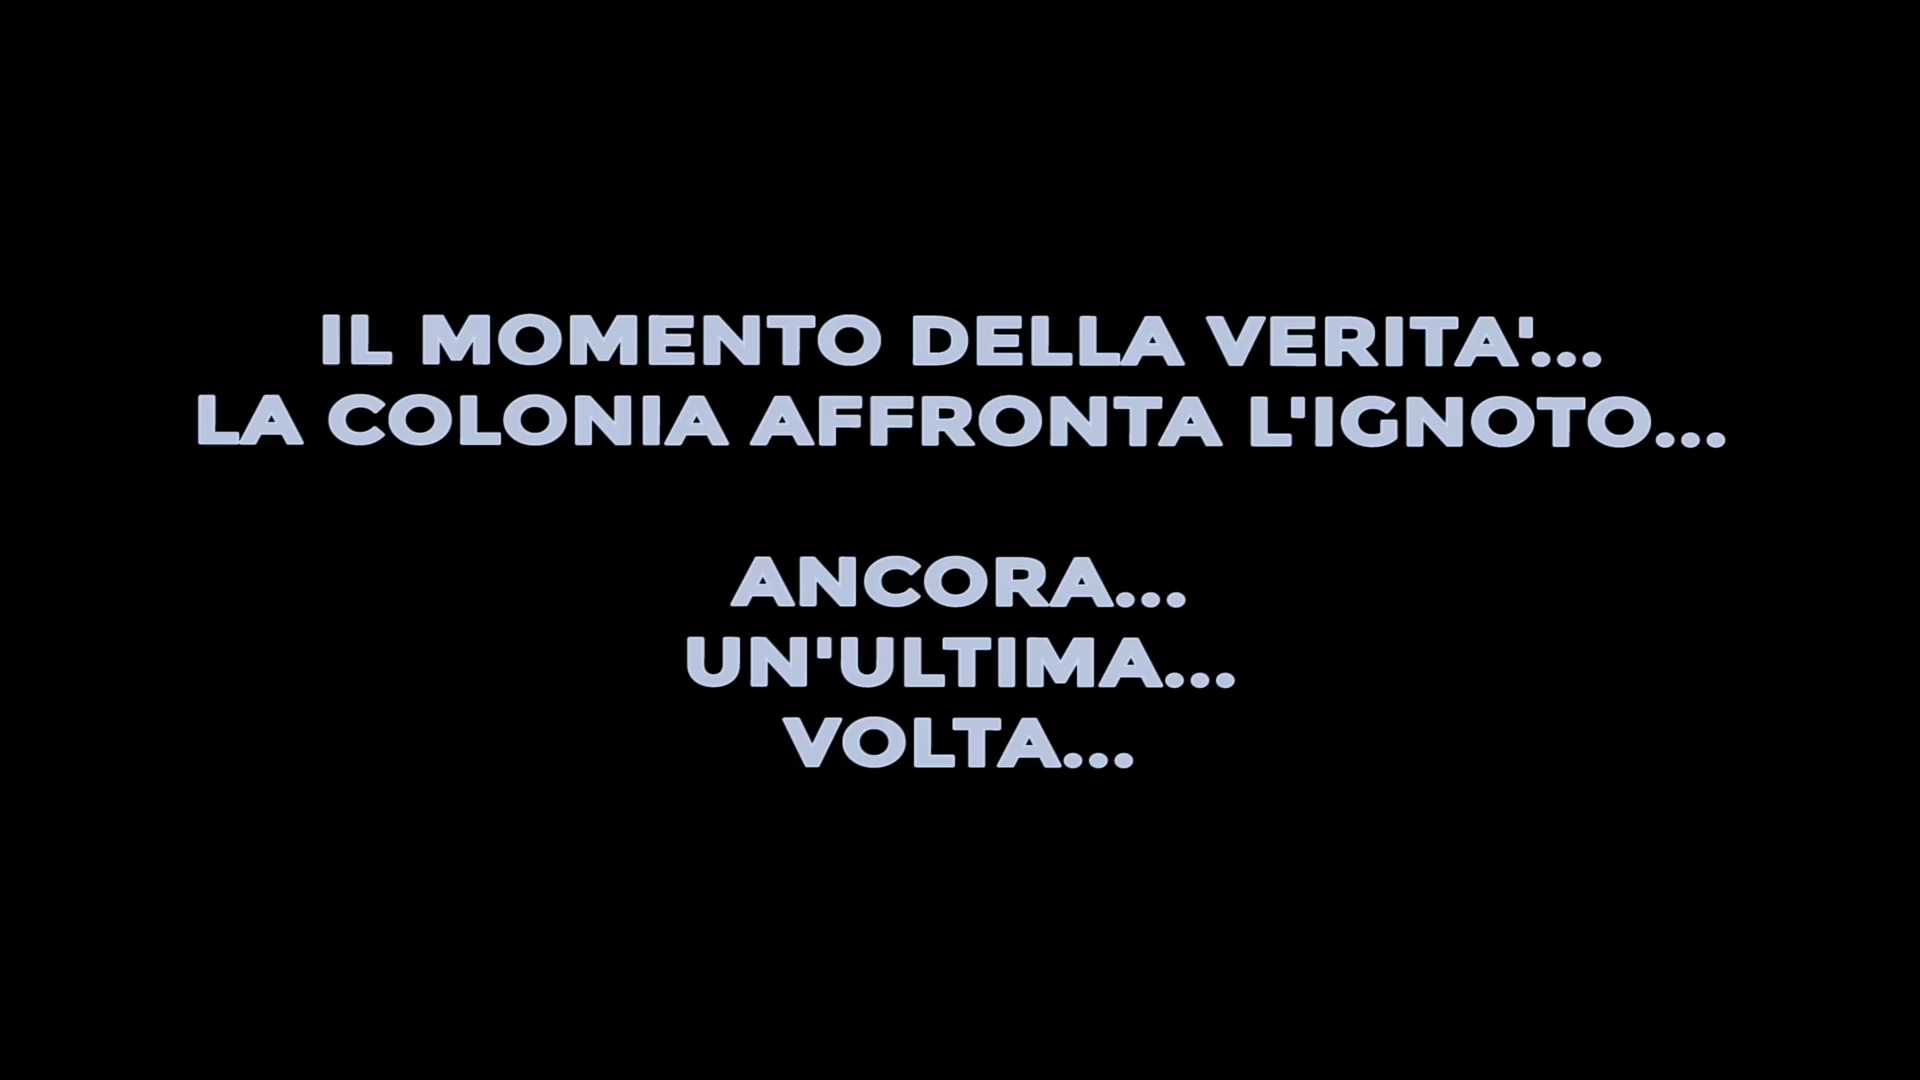 IL MOMENTO DELLA VERITA'...
LA COLONIA AFFRONTA L'IGNOTO...
ANCORA...
UN'ULTIMA...
VOLTA...